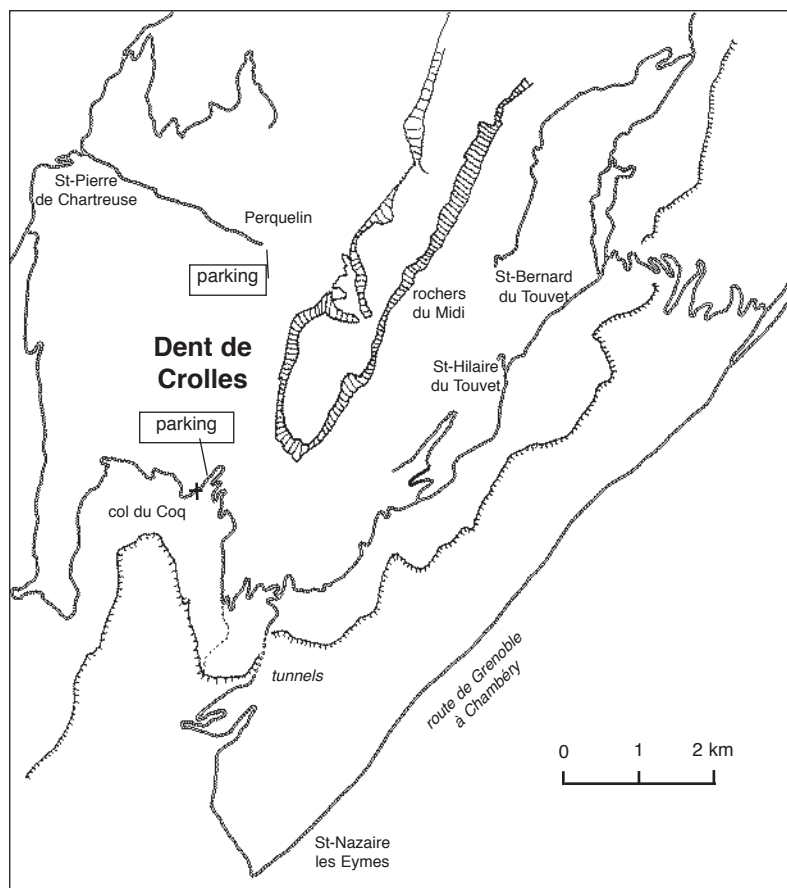 St-Pierre
de Chartreuse
Perquelin
parking
rochers
du Midi
St-Bernard
du Touvet
Dent de
Crolles
St-Hilaire
du Touvet
parking
col du Coq
tunnels
route de Grenoble
à Chambéry
0 1 2 km
St-Nazaire
les Eymes